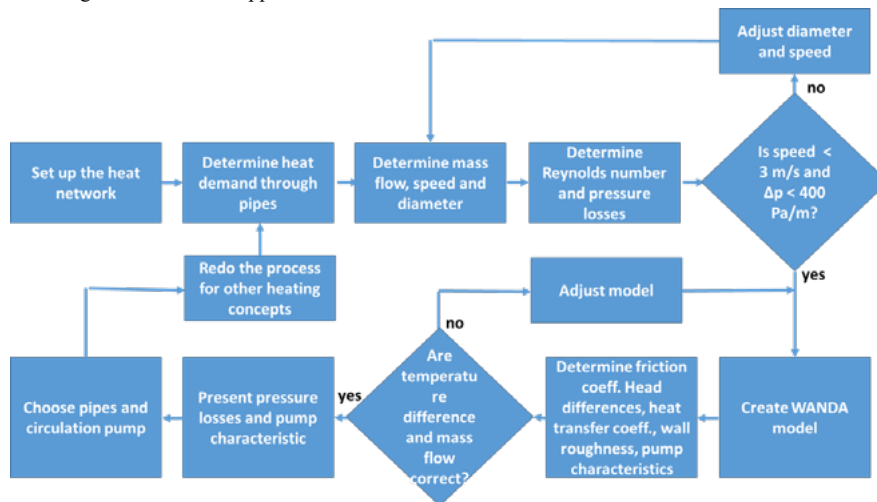 Adjust diameter
and speed
no
Set up the heat
network
Determine heat
demand through
pipes
Determine mass
flow, speed and
diameter
Determine
Reynolds number
and pressure
losses
Is speed <
3 m/s and
Δp < 400
Pa/m?
yes
Redo the process
for other heating
concepts
Adjust model
no
Choose pipes and
circulation pump
Present pressure
losses and pump
characteristic
yes
Are
temperatu
re
difference
and mass
flow
correct?
Determine friction
coeff. Head
differences, heat
transfer coeff., wall
roughness, pump
characteristics
Create WANDA
model